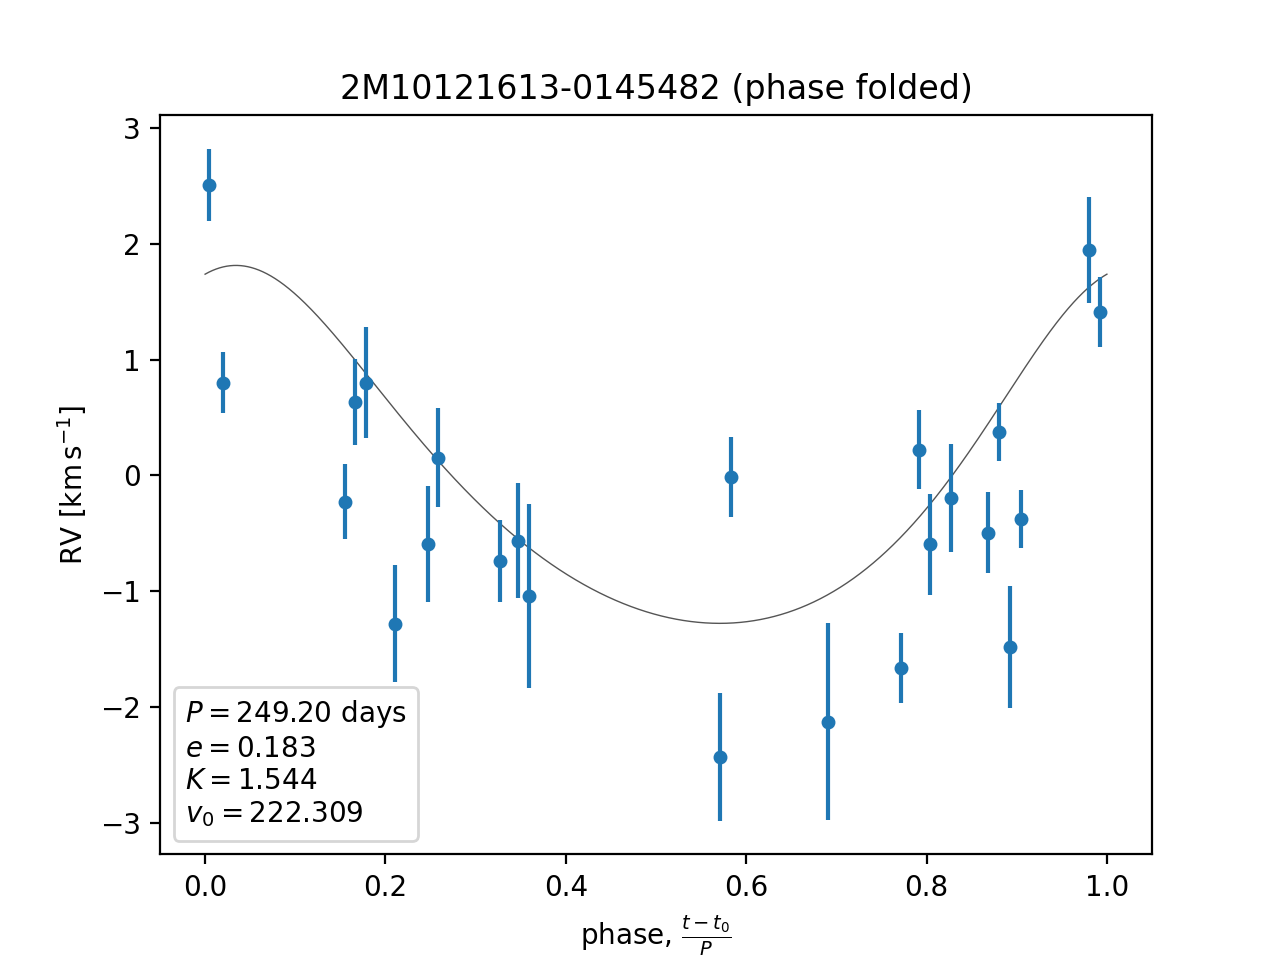 2M10121613-0145482 (phase folded)
3
2
1
0
−1
−2
−3
RV [km s⁻¹]
P = 249.20 days
e = 0.183
K = 1.544
v₀ = 222.309
0.0 0.2 0.4 0.6 0.8 1.0
phase, (t − t₀)/P